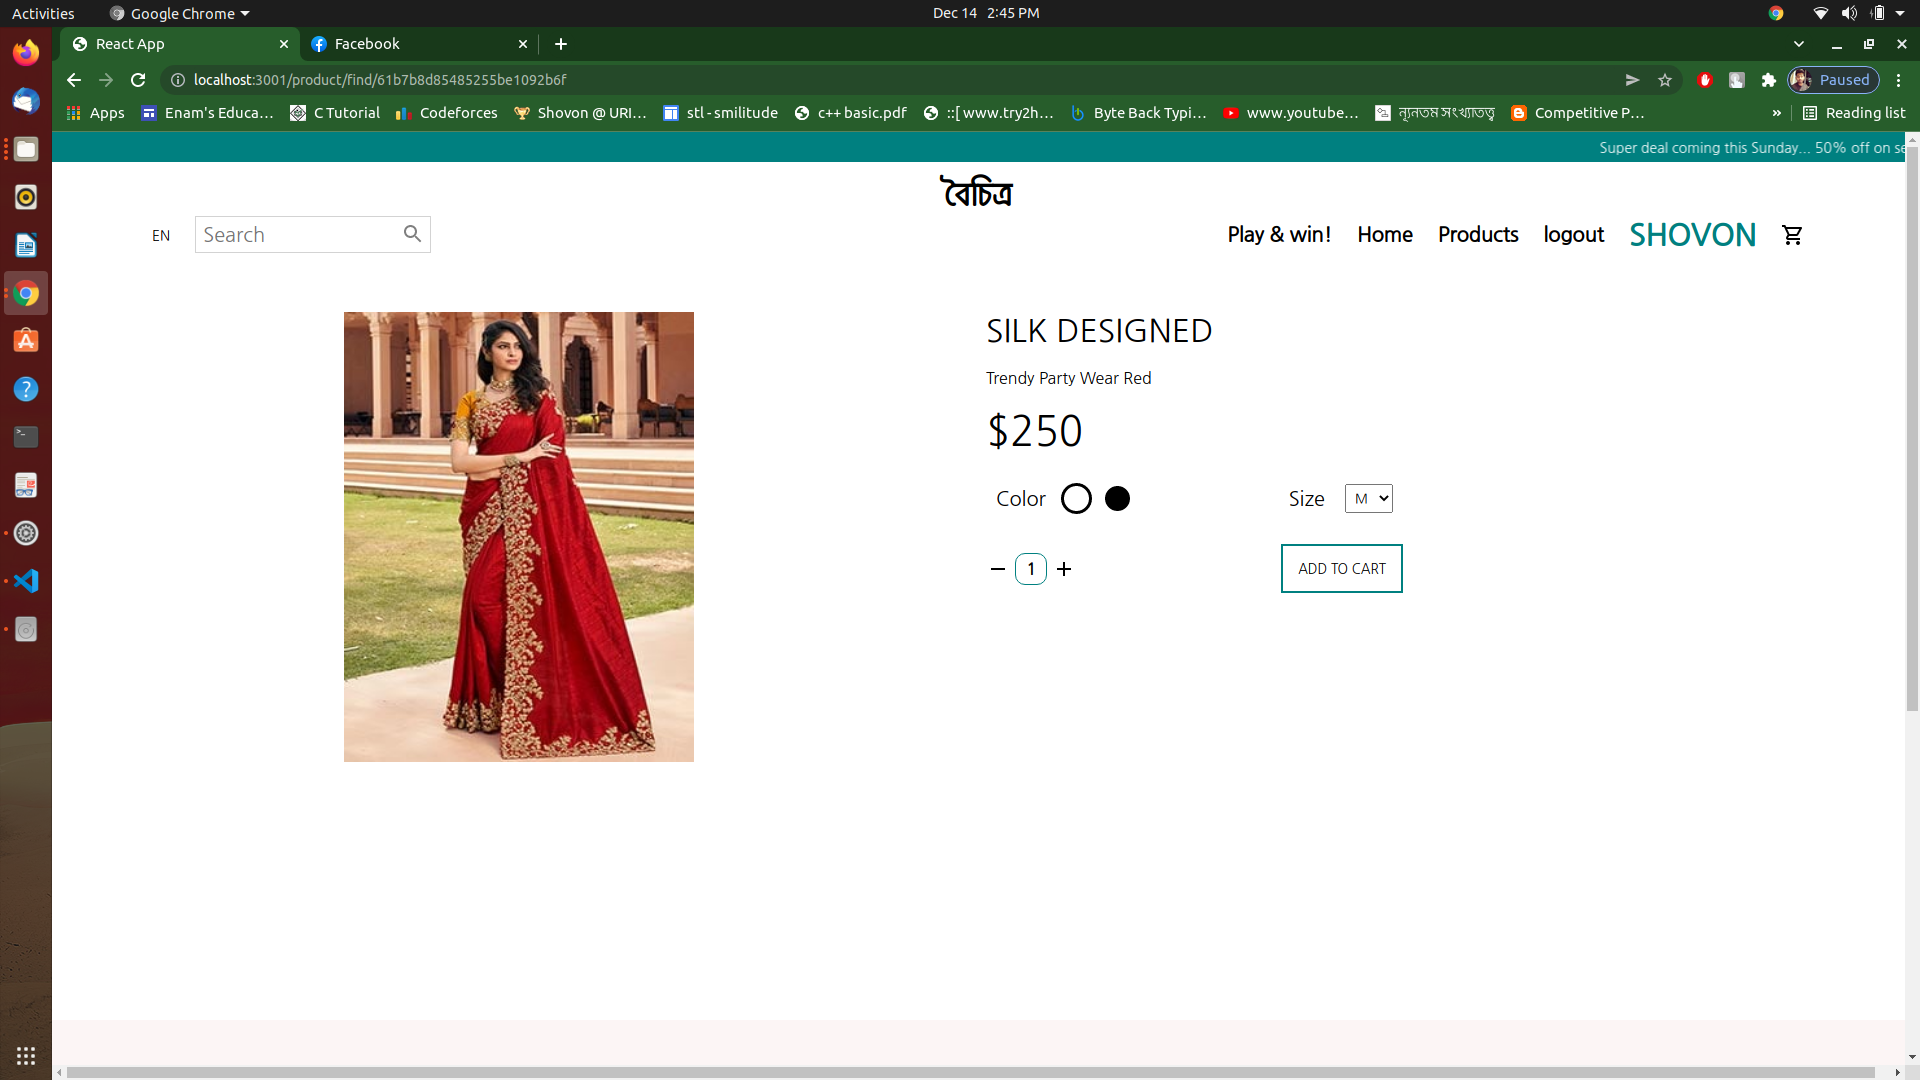 Activities
Google Chrome
Dec 14 2:45 PM
React App
Facebook
localhost:3001/product/find/61b7b8d85485255be1092b6f
Paused
Apps
Enam's Educa...
C Tutorial
Codeforces
Shovon @ URI...
stl - smilitude
c++ basic.pdf
::[ www.try2h...
Byte Back Typi...
www.youtube...
ন্যূনতম সংখ্যাতত্ত্ব
Competitive P...
»
Reading list
Super deal coming this Sunday... 50% off on se
বৈচিত্র
EN
Search
Play & win!
Home
Products
logout
SHOVON
SILK DESIGNED
Trendy Party Wear Red
$250
Color
Size
M
1
ADD TO CART